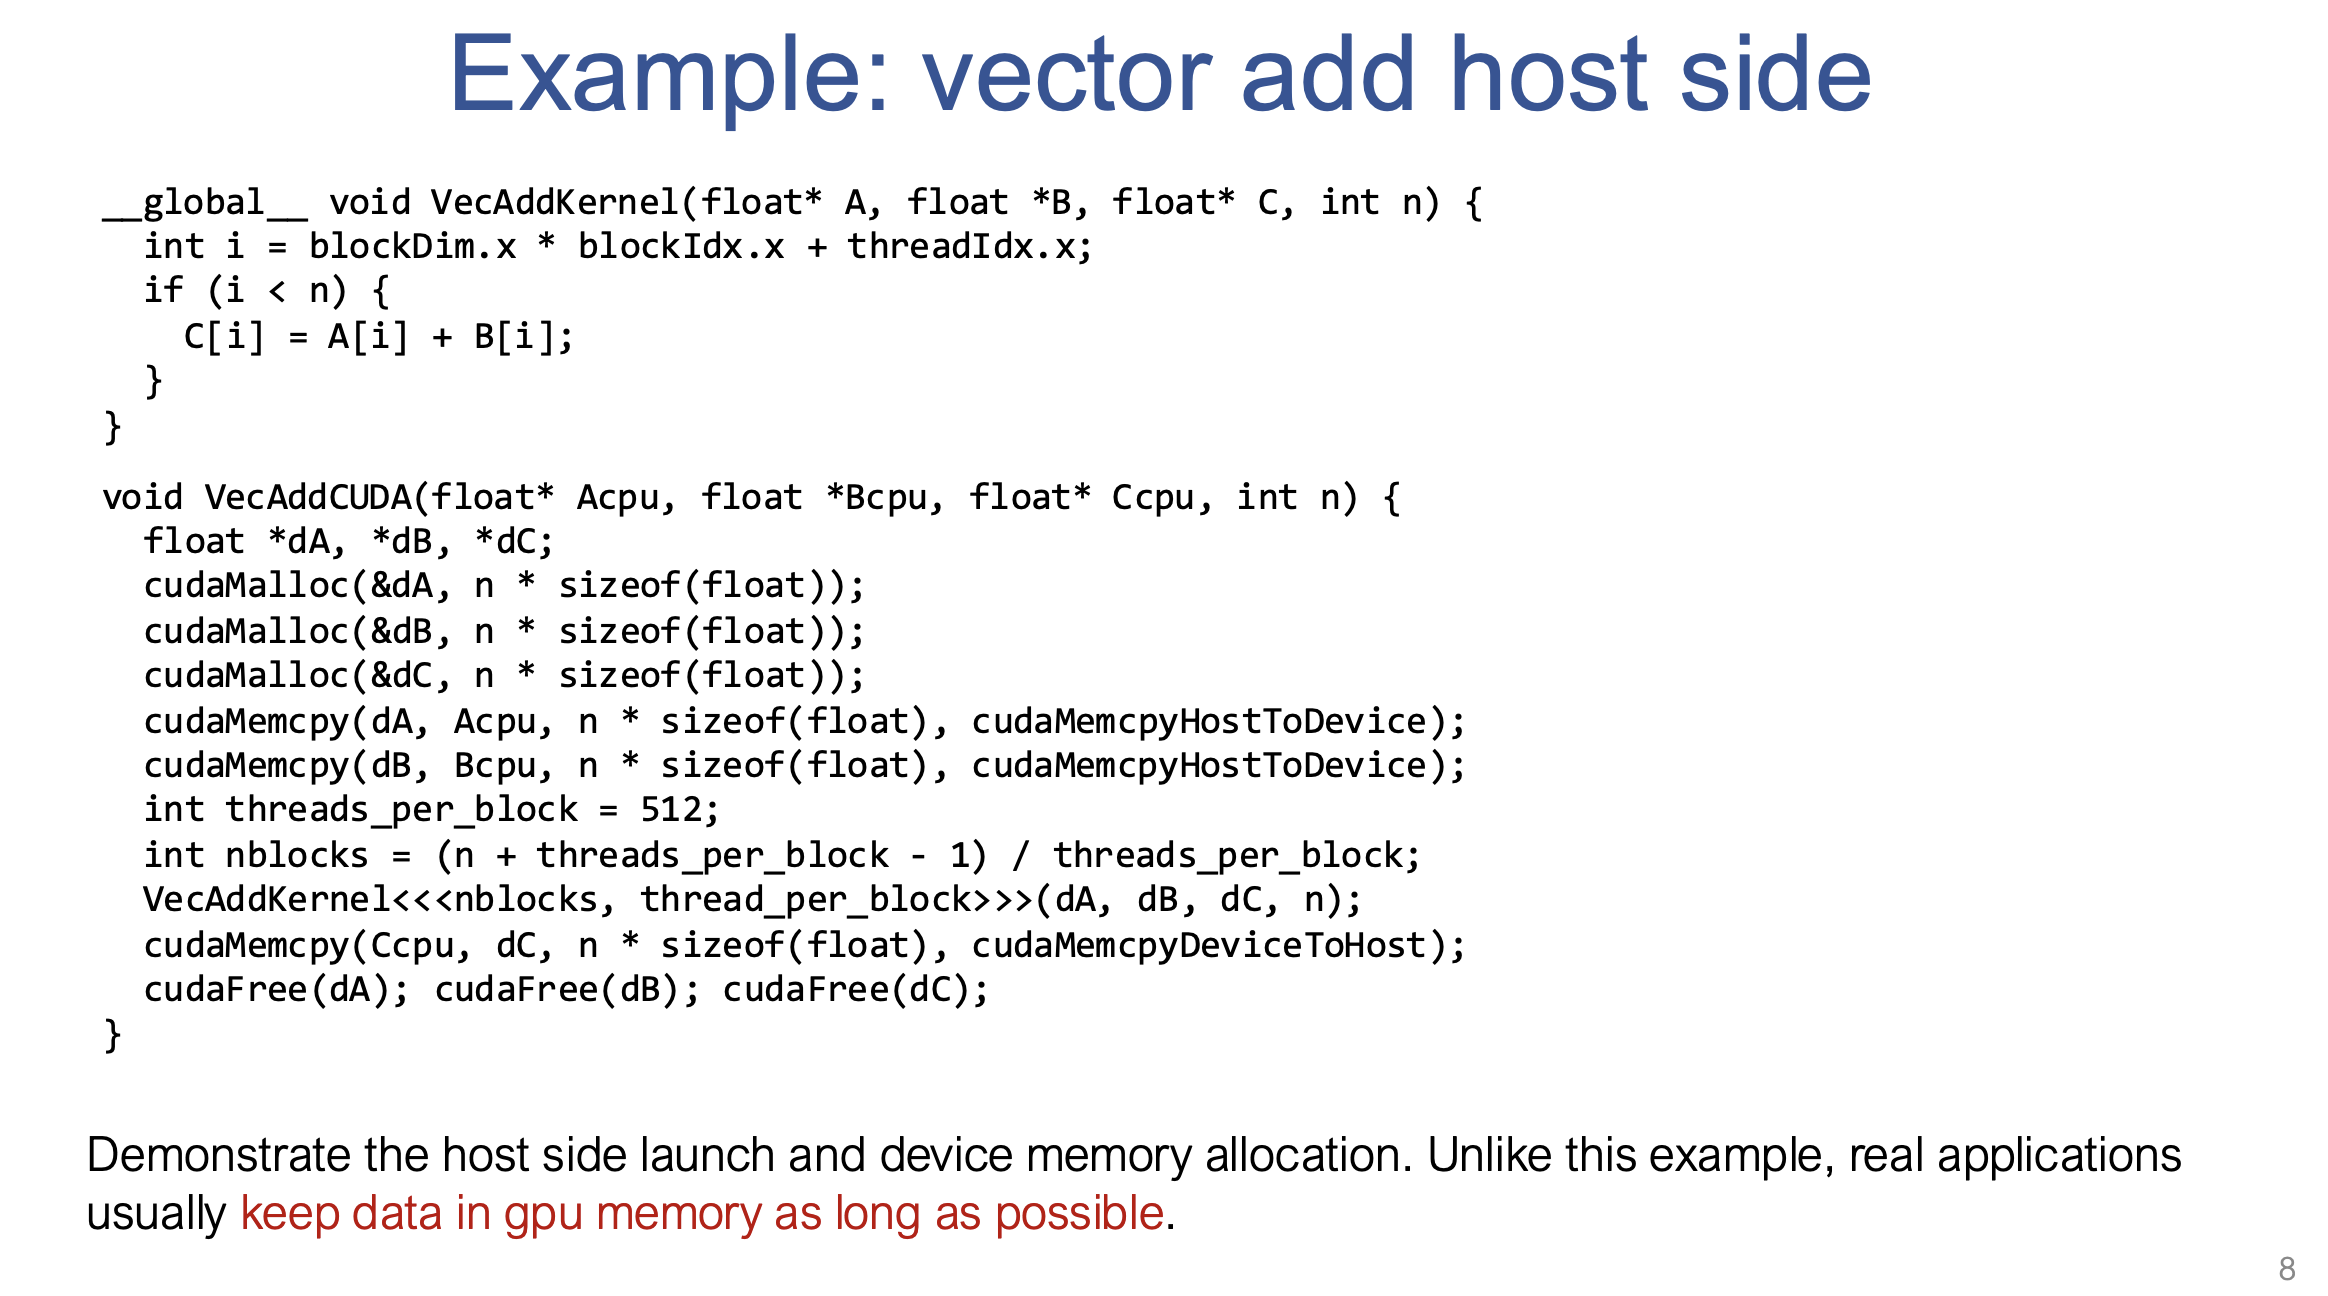 Example: vector add host side
__global__ void VecAddKernel(float* A, float *B, float* C, int n) {
  int i = blockDim.x * blockIdx.x + threadIdx.x;
  if (i < n) {
    C[i] = A[i] + B[i];
  }
}
void VecAddCUDA(float* Acpu, float *Bcpu, float* Ccpu, int n) {
  float *dA, *dB, *dC;
  cudaMalloc(&dA, n * sizeof(float));
  cudaMalloc(&dB, n * sizeof(float));
  cudaMalloc(&dC, n * sizeof(float));
  cudaMemcpy(dA, Acpu, n * sizeof(float), cudaMemcpyHostToDevice);
  cudaMemcpy(dB, Bcpu, n * sizeof(float), cudaMemcpyHostToDevice);
  int threads_per_block = 512;
  int nblocks = (n + threads_per_block - 1) / threads_per_block;
  VecAddKernel<<<nblocks, thread_per_block>>>(dA, dB, dC, n);
  cudaMemcpy(Ccpu, dC, n * sizeof(float), cudaMemcpyDeviceToHost);
  cudaFree(dA); cudaFree(dB); cudaFree(dC);
}
Demonstrate the host side launch and device memory allocation. Unlike this example, real applications
usually keep data in gpu memory as long as possible.
8